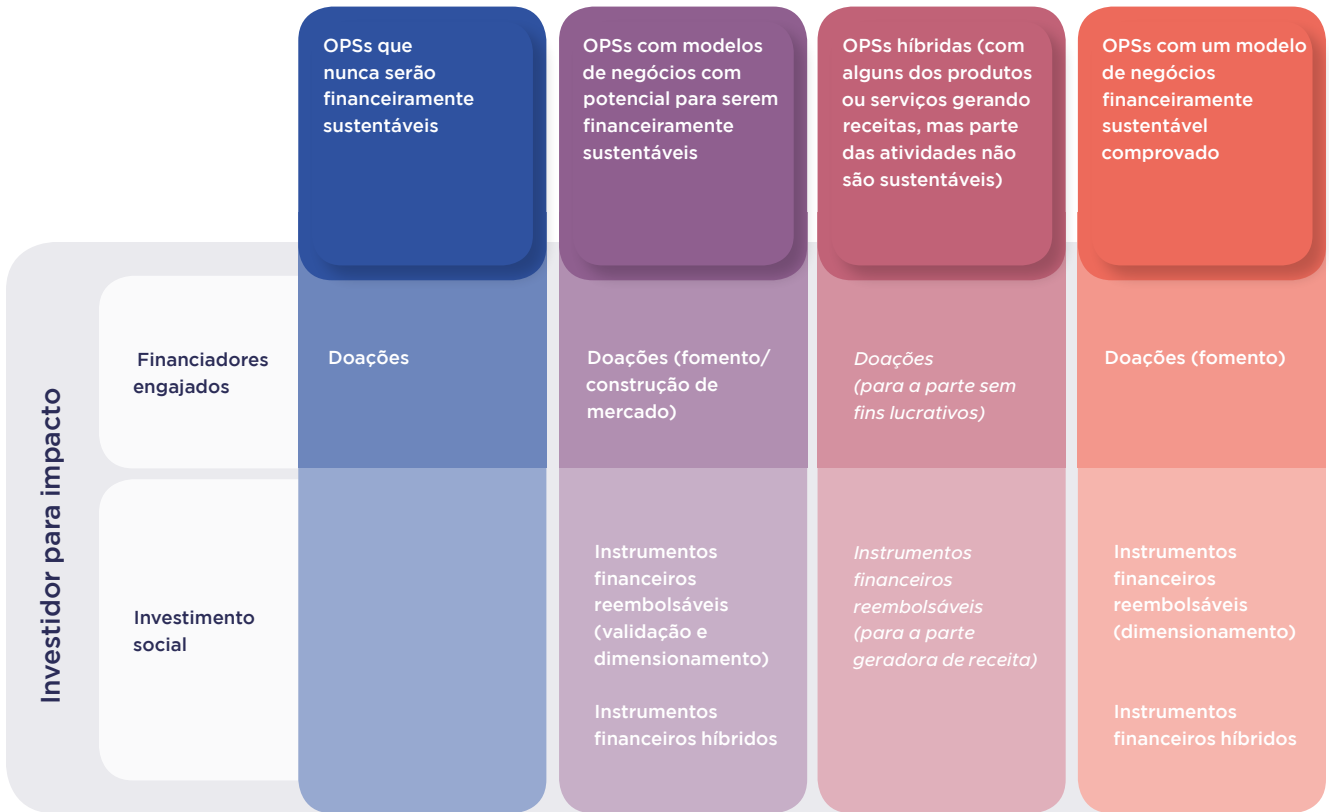 OPSs que
nunca serão
financeiramente
sustentáveis
OPSs com modelos
de negócios com
potencial para serem
financeiramente
sustentáveis
OPSs híbridas (com
alguns dos produtos
ou serviços gerando
receitas, mas parte
das atividades não
são sustentáveis)
OPSs com um modelo
de negócios
financeiramente
sustentável
comprovado
Investidor para impacto
Financiadores
engajados
Doações
Doações (fomento/
construção de
mercado)
Doações
(para a parte sem
fins lucrativos)
Doações (fomento)
Investimento
social
Instrumentos
financeiros
reembolsáveis
(validação e
dimensionamento)
Instrumentos
financeiros híbridos
Instrumentos
financeiros
reembolsáveis
(para a parte
geradora de receita)
Instrumentos
financeiros
reembolsáveis
(dimensionamento)
Instrumentos
financeiros híbridos